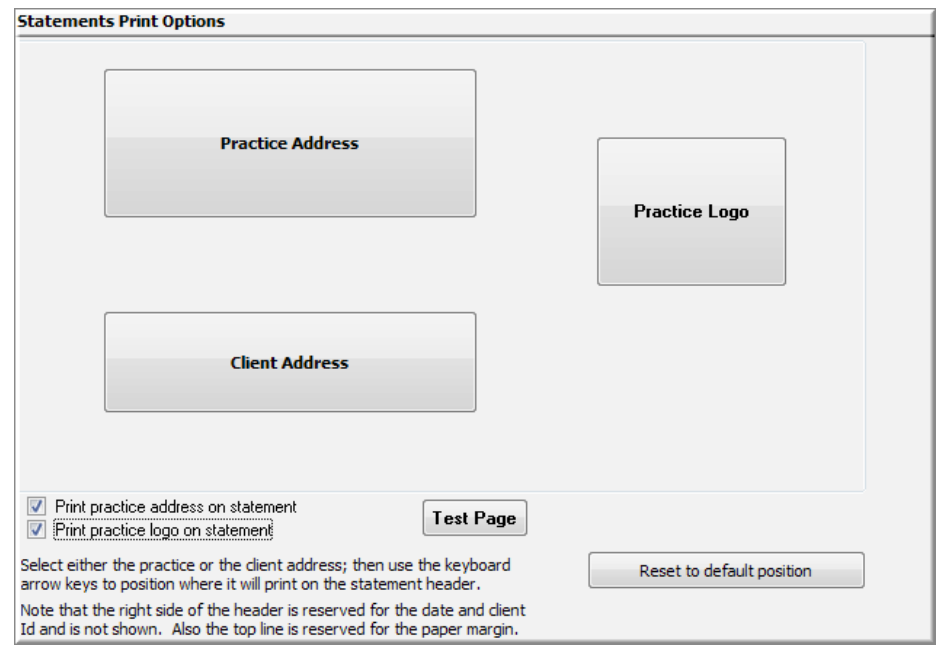 Statements Print Options
Practice Address
Practice Logo
Client Address
Print practice address on statement
Print practice logo on statement
Test Page
Select either the practice or the client address; then use the keyboard
arrow keys to position where it will print on the statement header.
Reset to default position
Note that the right side of the header is reserved for the date and client
Id and is not shown.  Also the top line is reserved for the paper margin.